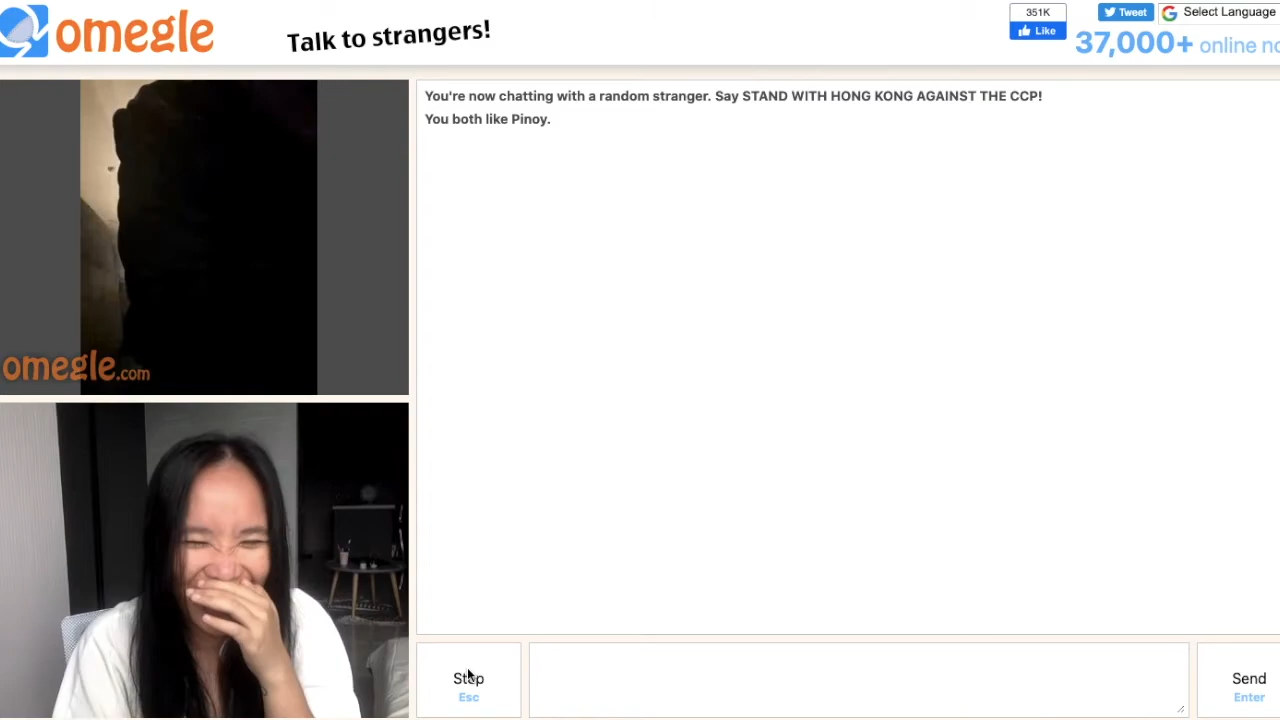 omegle
Talk to strangers!
351K
Like
Tweet
Select Language
37,000+ online
You're now chatting with a random stranger. Say STAND WITH HONG KONG AGAINST THE CCP!
You both like Pinoy.
omegle.com
Stop
Esc
Send
Enter